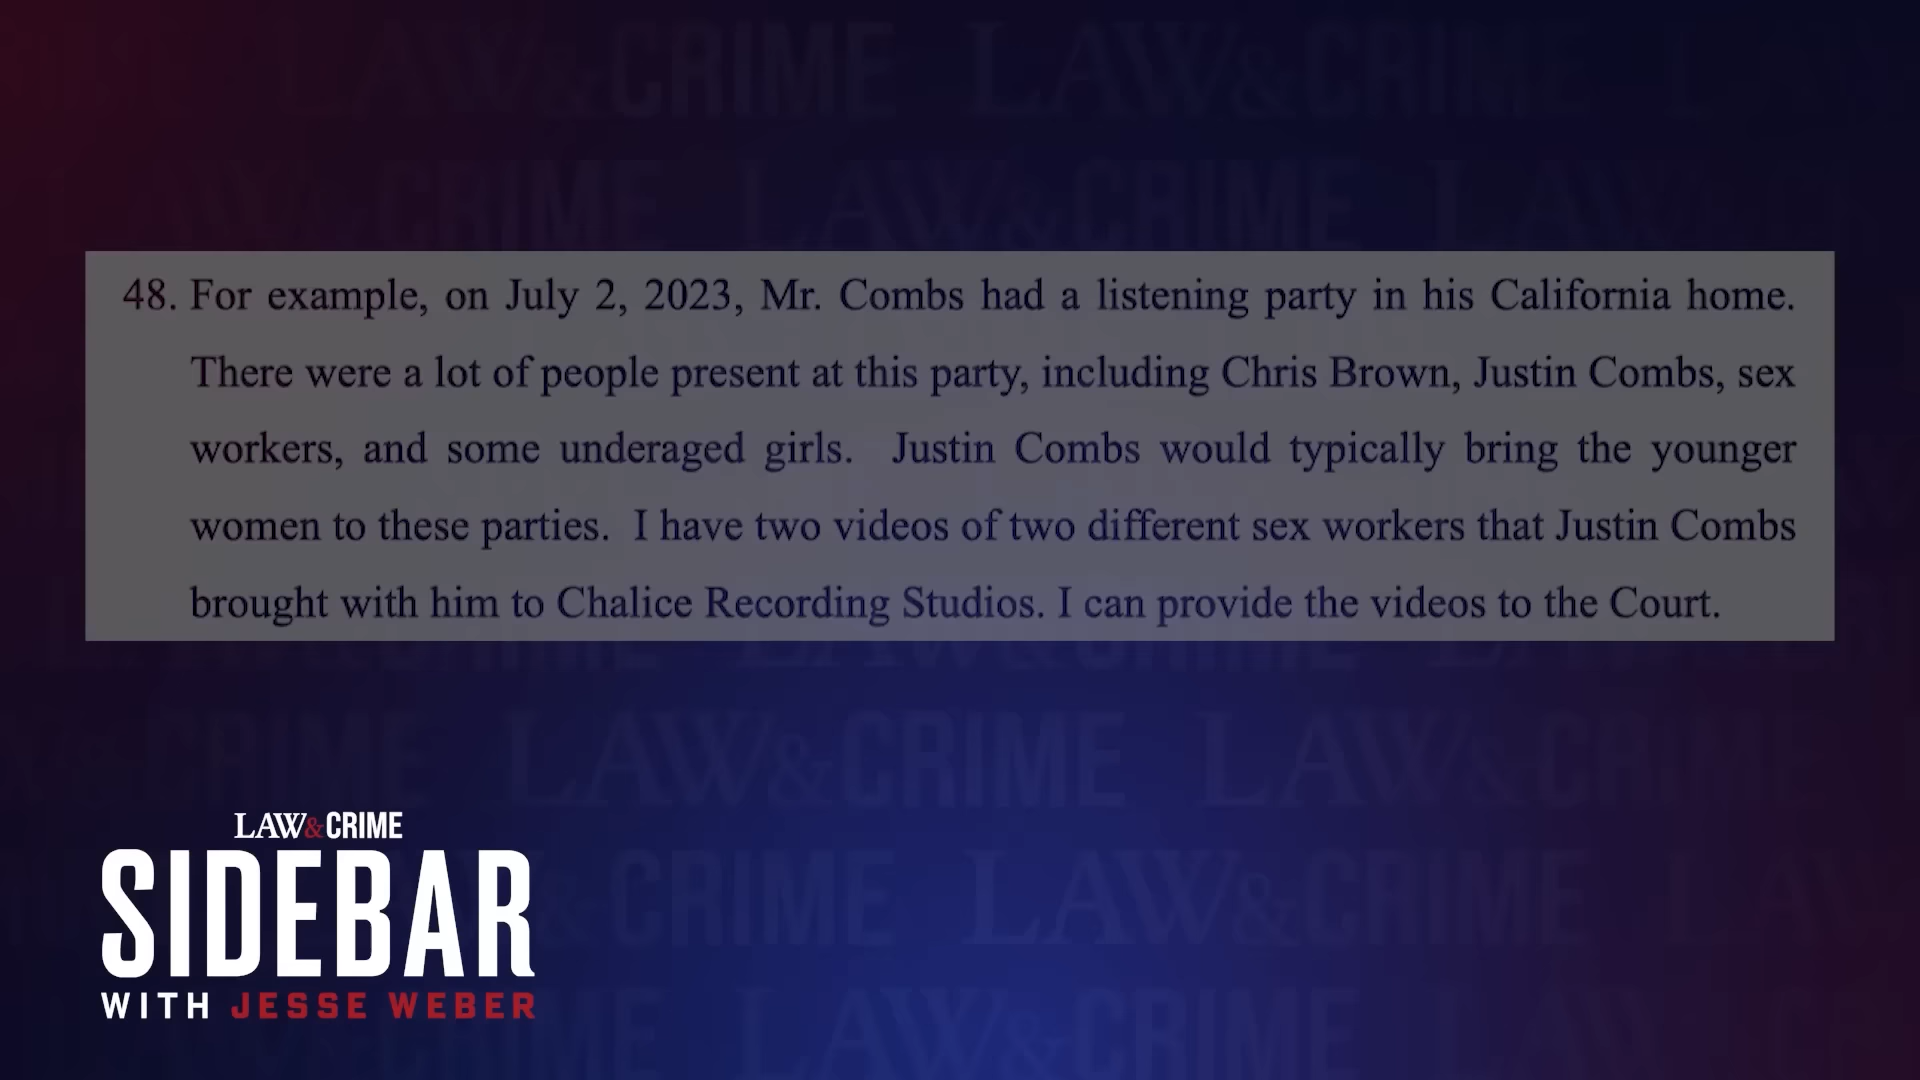 48. For example, on July 2, 2023, Mr. Combs had a listening party in his California home.
There were a lot of people present at this party, including Chris Brown, Justin Combs, sex
workers, and some underaged girls. Justin Combs would typically bring the younger
women to these parties. I have two videos of two different sex workers that Justin Combs
brought with him to Chalice Recording Studios. I can provide the videos to the Court.
LAW&CRIME
SIDEBAR
WITH JESSE WEBER